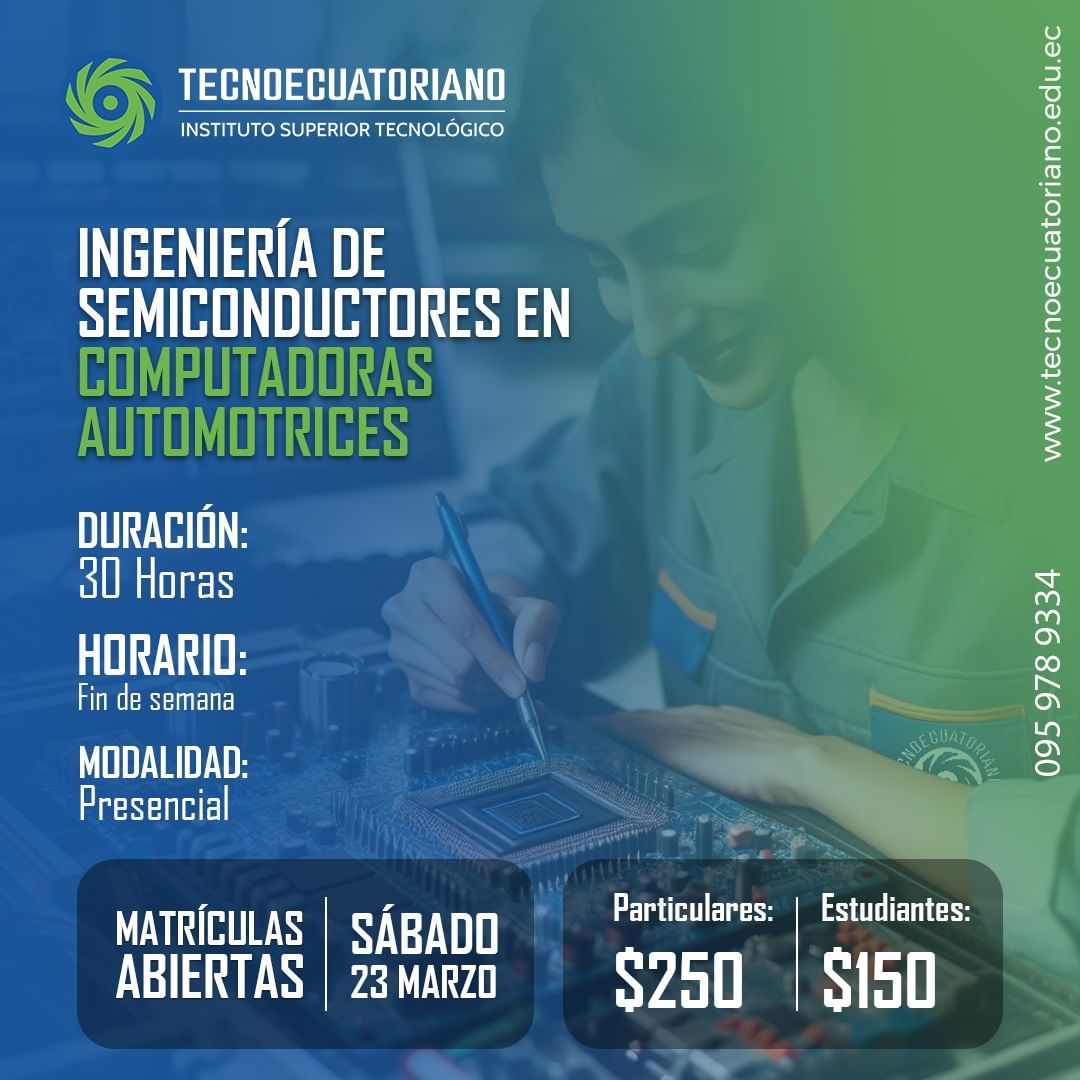 TECNOECUATORIANO
INSTITUTO SUPERIOR TECNOLÓGICO
INGENIERÍA DE
SEMICONDUCTORES EN
COMPUTADORAS
AUTOMOTRICES
DURACIÓN:
30 Horas
HORARIO:
Fin de semana
MODALIDAD:
Presencial
MATRÍCULAS
ABIERTAS
SÁBADO
23 MARZO
Particulares:
$250
Estudiantes:
$150
www.tecnoecuatoriano.edu.ec
095 978 9334
TECNOECUATORIANO